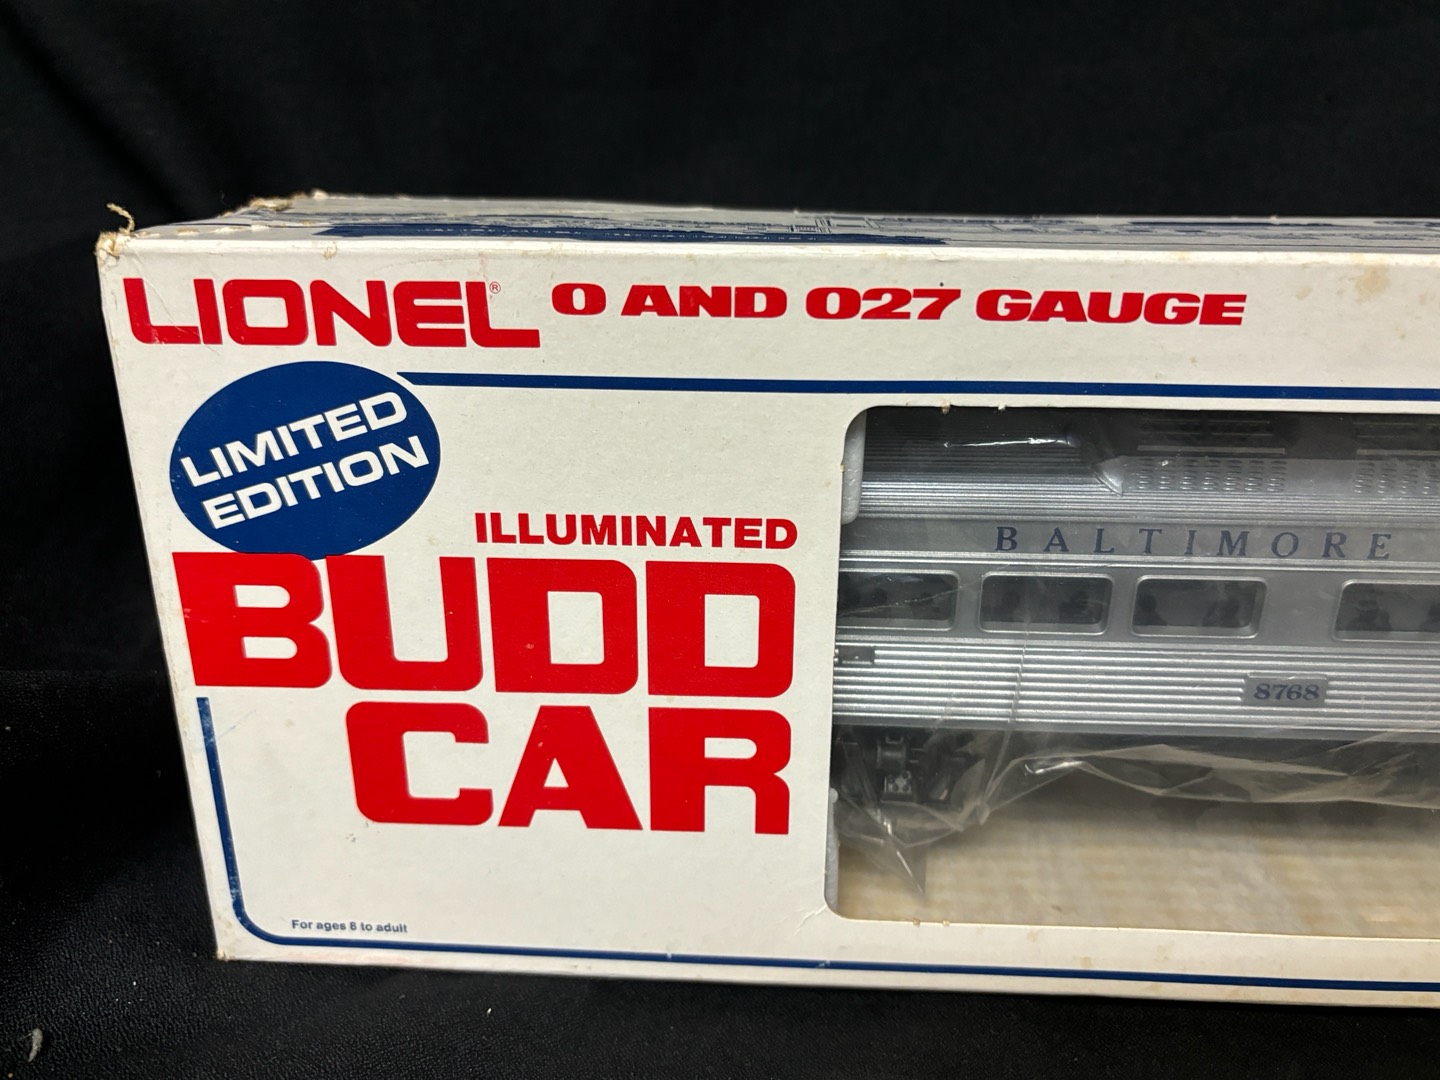 LIONEL® O AND O27 GAUGE
LIMITED
EDITION
ILLUMINATED
BUDD
CAR
BALTIMORE
8768
For ages 8 to adult